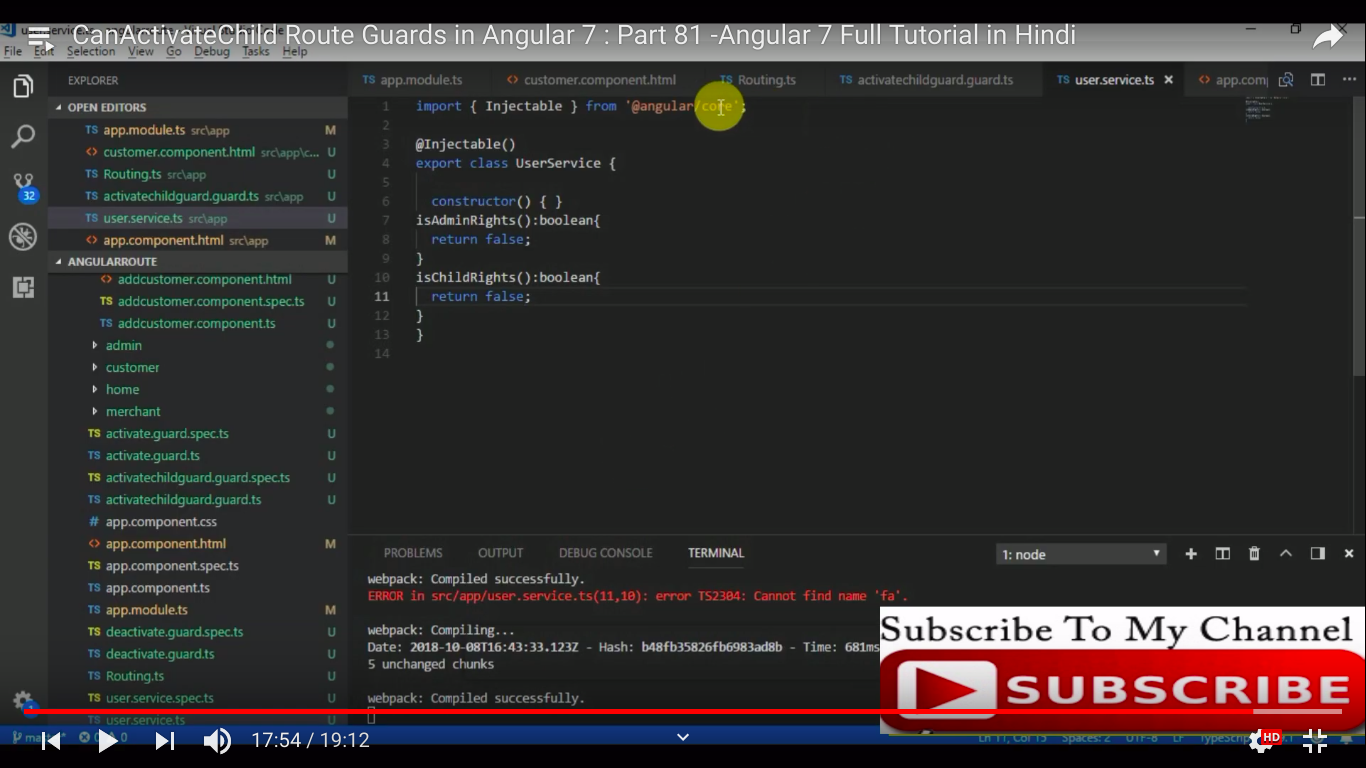 CanActivateChild Route Guards in Angular 7 : Part 81 -Angular 7 Full Tutorial in Hindi
File Edit Selection View Go Debug Tasks Help
EXPLORER
OPEN EDITORS
TS app.module.ts src\app M
<> customer.component.html src\app\c... U
TS Routing.ts src\app U
TS activatechildguard.guard.ts src\app U
TS user.service.ts src\app U
<> app.component.html src\app M
ANGULARROUTE
<> addcustomer.component.html U
TS addcustomer.component.spec.ts U
TS addcustomer.component.ts U
admin
customer
home
merchant
TS activate.guard.spec.ts U
TS activate.guard.ts U
TS activatechildguard.guard.spec.ts U
TS activatechildguard.guard.ts U
# app.component.css
<> app.component.html M
TS app.component.spec.ts
TS app.component.ts
TS app.module.ts M
TS deactivate.guard.spec.ts U
TS deactivate.guard.ts U
TS Routing.ts U
TS user.service.spec.ts U
TS user.service.ts U
32
1
TS app.module.ts <> customer.component.html TS Routing.ts TS activatechildguard.guard.ts TS user.service.ts × <> app.com
1 import { Injectable } from '@angular/core';
2
3 @Injectable()
4 export class UserService {
5
6 constructor() { }
7 isAdminRights():boolean{
8 return false;
9 }
10 isChildRights():boolean{
11 return false;
12 }
13 }
14
PROBLEMS OUTPUT DEBUG CONSOLE TERMINAL 1: node
webpack: Compiled successfully.
ERROR in src/app/user.service.ts(11,10): error TS2304: Cannot find name 'fa'.
webpack: Compiling...
Date: 2018-10-08T16:43:33.123Z - Hash: b48fb35826fb6983ad8b - Time: 681ms
5 unchanged chunks
webpack: Compiled successfully.
Subscribe To My Channel
SUBSCRIBE
17:54 / 19:12
HD
Ln 11, Col 15 Spaces: 2 UTF-8 LF